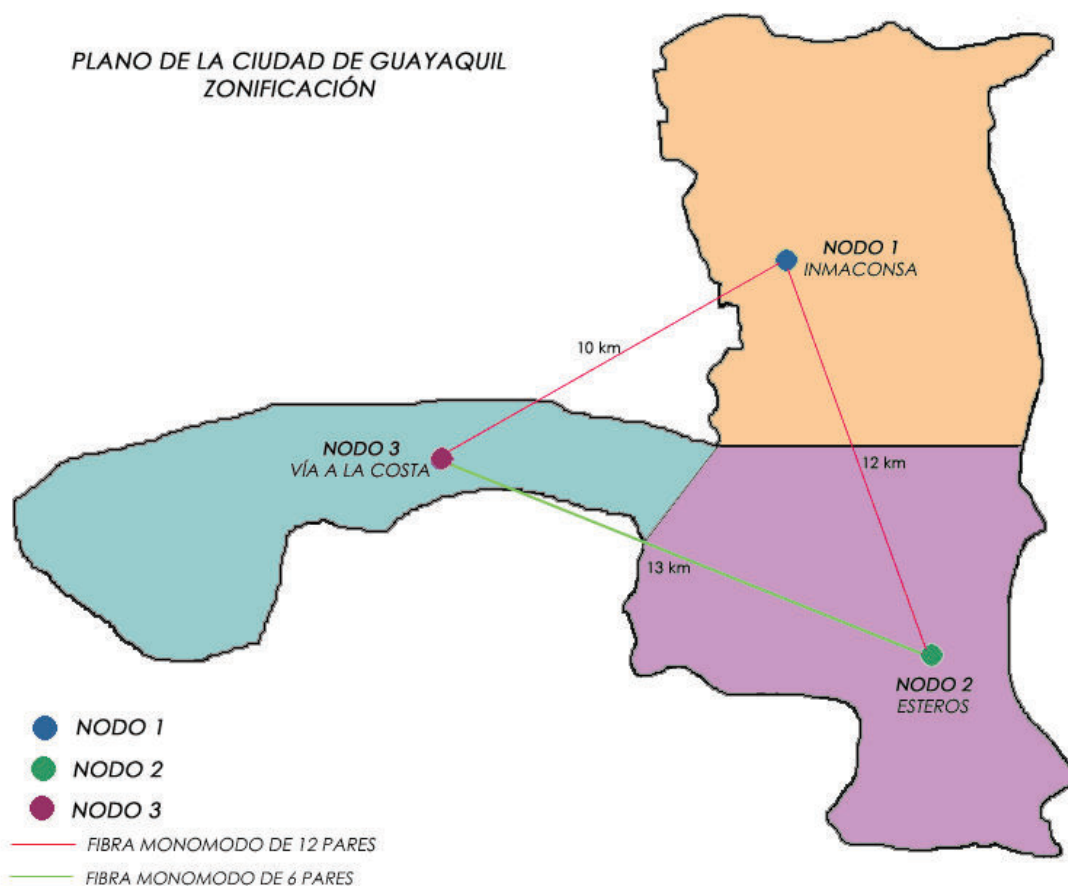 PLANO DE LA CIUDAD DE GUAYAQUIL
ZONIFICACIÓN
NODO 1
INMACONSA
10 km
NODO 3
VÍA A LA COSTA
12 km
13 km
NODO 2
ESTEROS
NODO 1
NODO 2
NODO 3
FIBRA MONOMODO DE 12 PARES
FIBRA MONOMODO DE 6 PARES